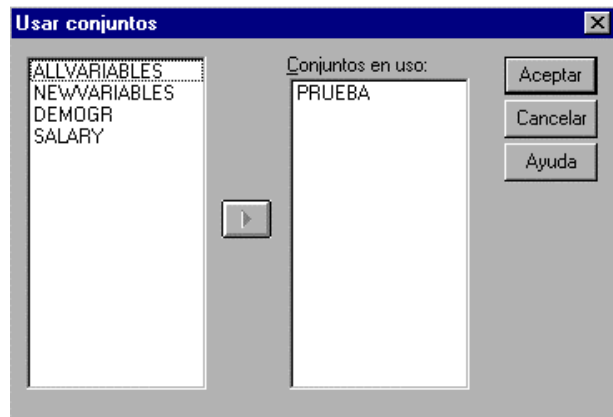 Usar conjuntos
ALLVARIABLES
NEWVARIABLES
DEMOGR
SALARY
Conjuntos en uso:
PRUEBA
Aceptar
Cancelar
Ayuda